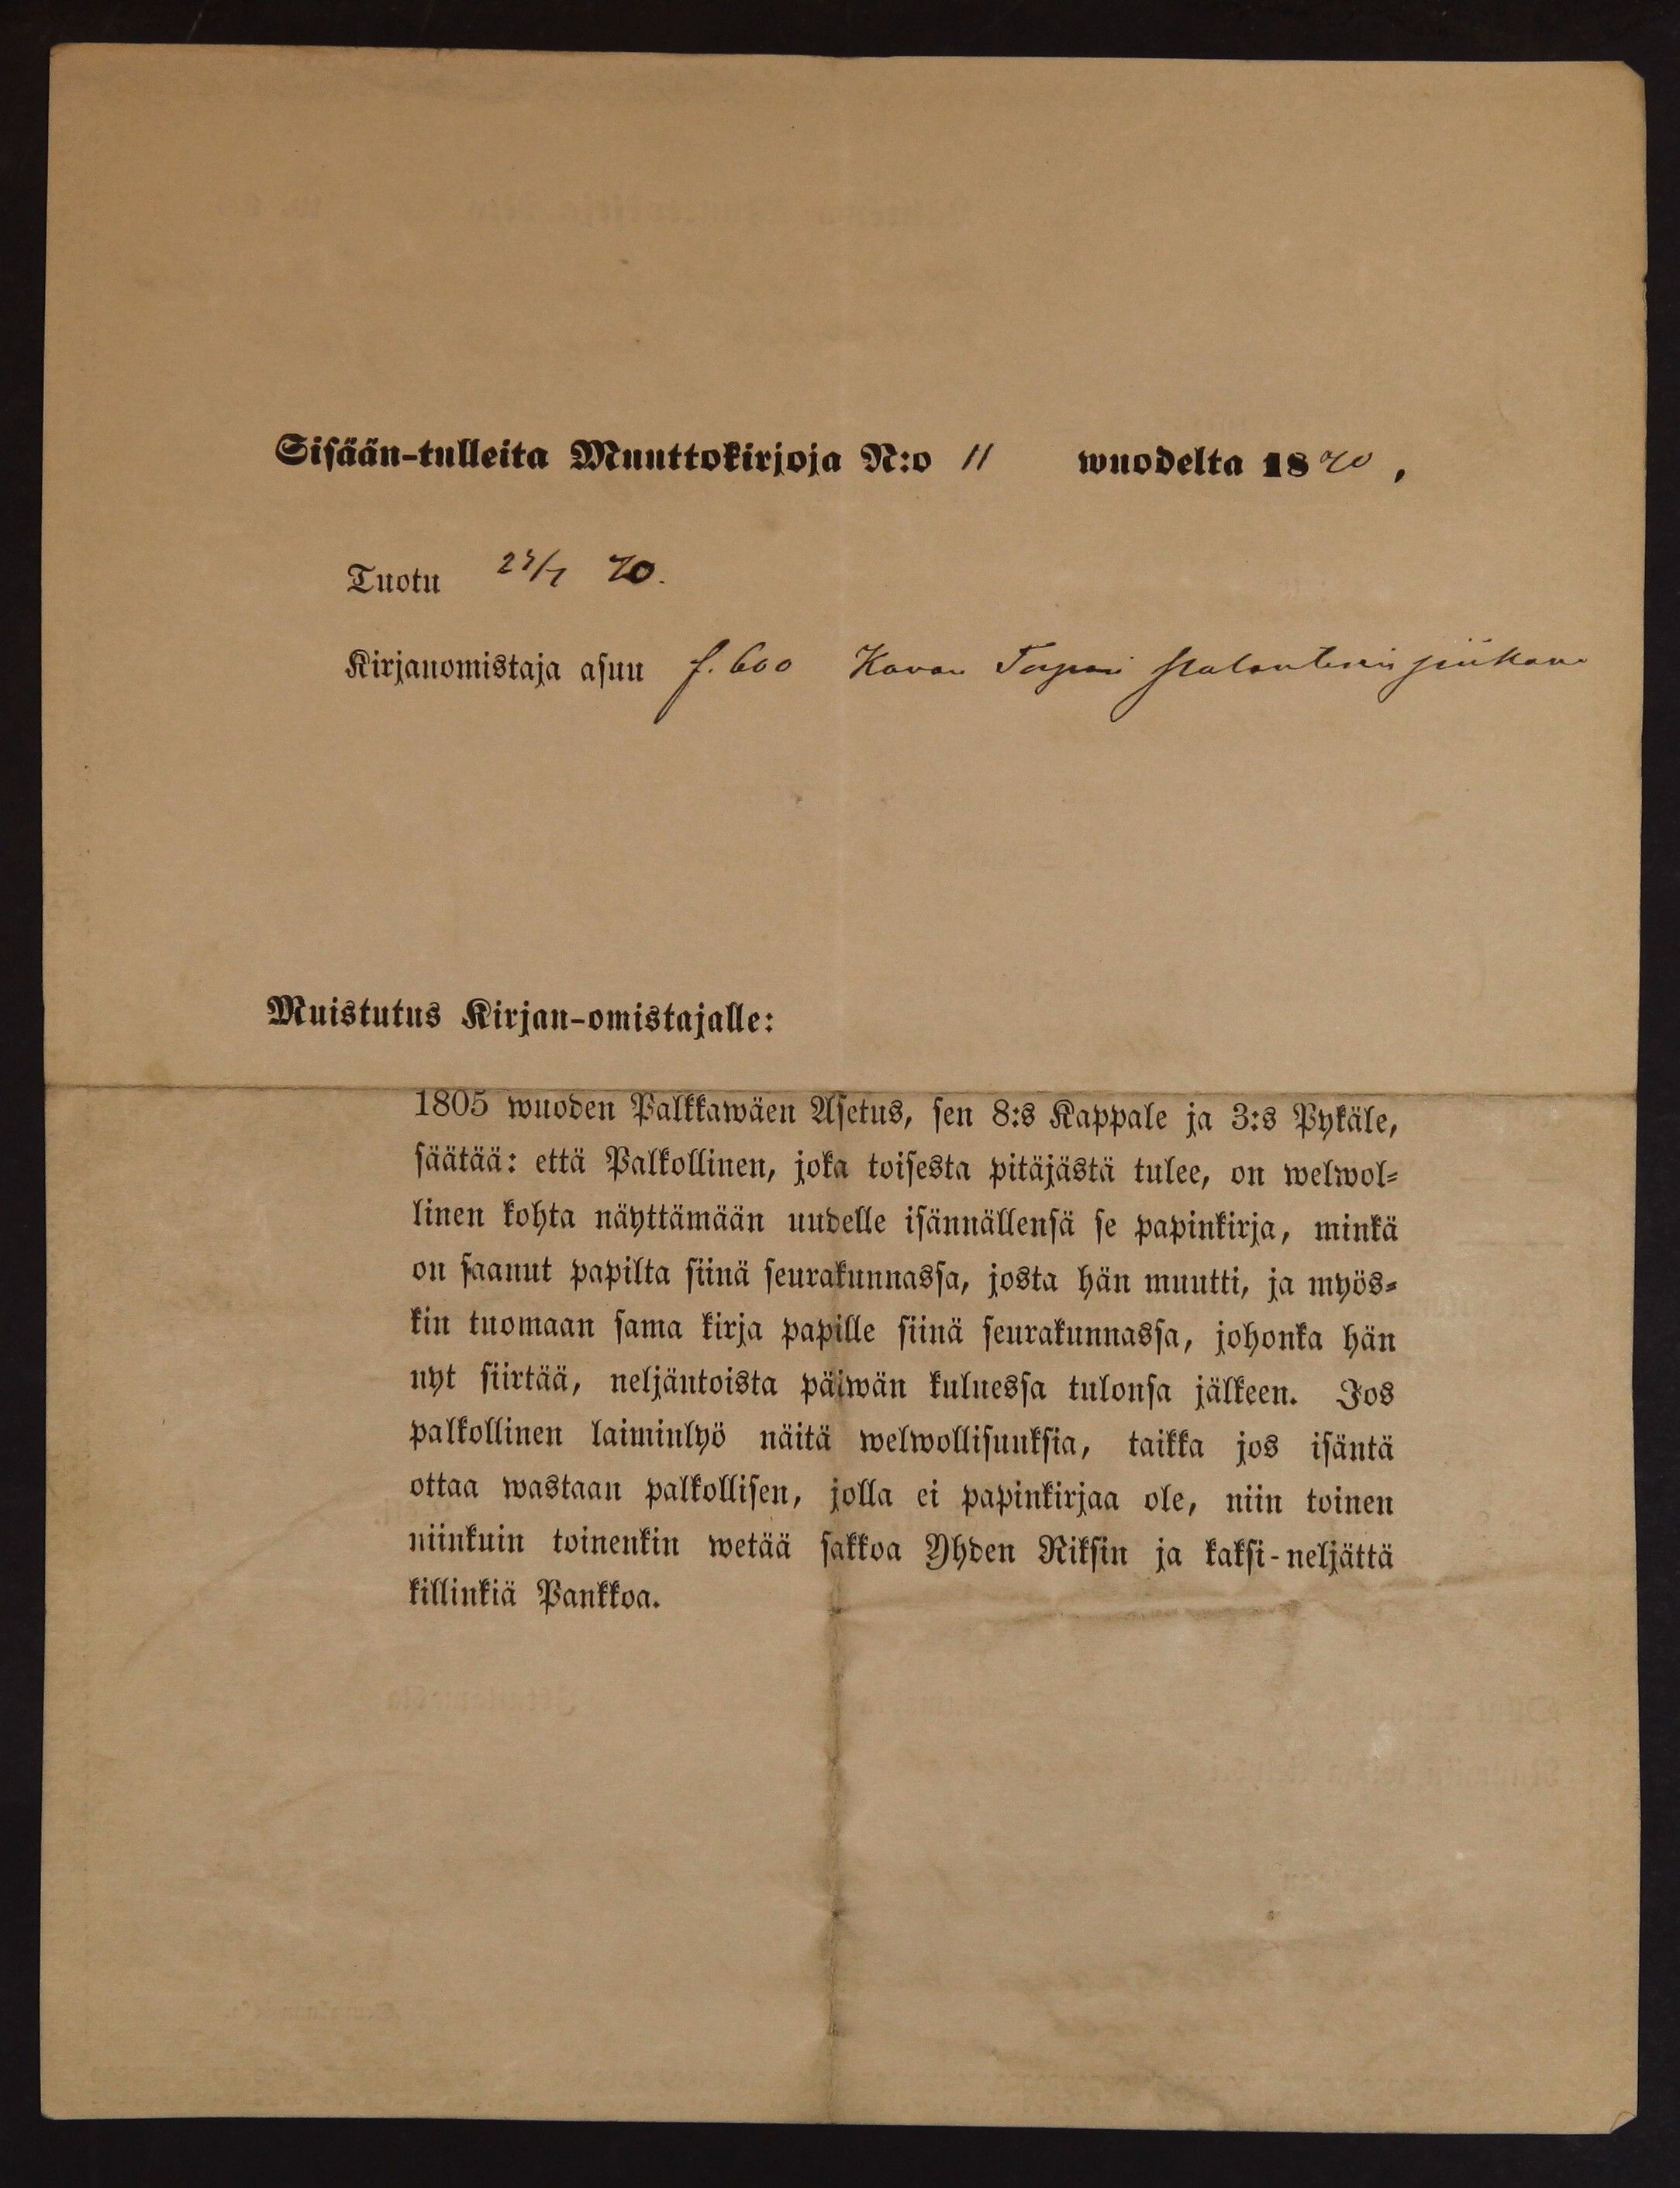 Sisään-tulleita Muuttokirjoja N:o 11 wuodelta 1870,
Tuotu 23/1 70.
Kirjanomistaja asuu f. 600 Kavan piikana
Muistutus Kirjan-omistajalle:
1805 wuoden Palkkawäen Asetus, sen 8:s Kappale ja 3:s Pykäle,
säätää: että Palkollinen, joka toisesta pitäjästä tulee, on welwol-
linen kohta näyttämään uudelle isännällensä se papinkirja, minkä
on saanut papilta siinä seurakunnassa, josta hän muutti, ja myös-
kin tuomaan sama kirja papille siinä seurakunnassa, johonka hän
nyt siirtää, neljäntoista päiwän kuluessa tulonsa jälkeen. Jos
palkollinen laiminlyö näitä welwollisuuksia, taikka jos isäntä
ottaa wastaan palkollisen, jolla ei papinkirjaa ole, niin toinen
niinkuin toinenkin wetää sakkoa Yhden Riksin ja kaksi-neljättä
killinkiä Pankkoa.